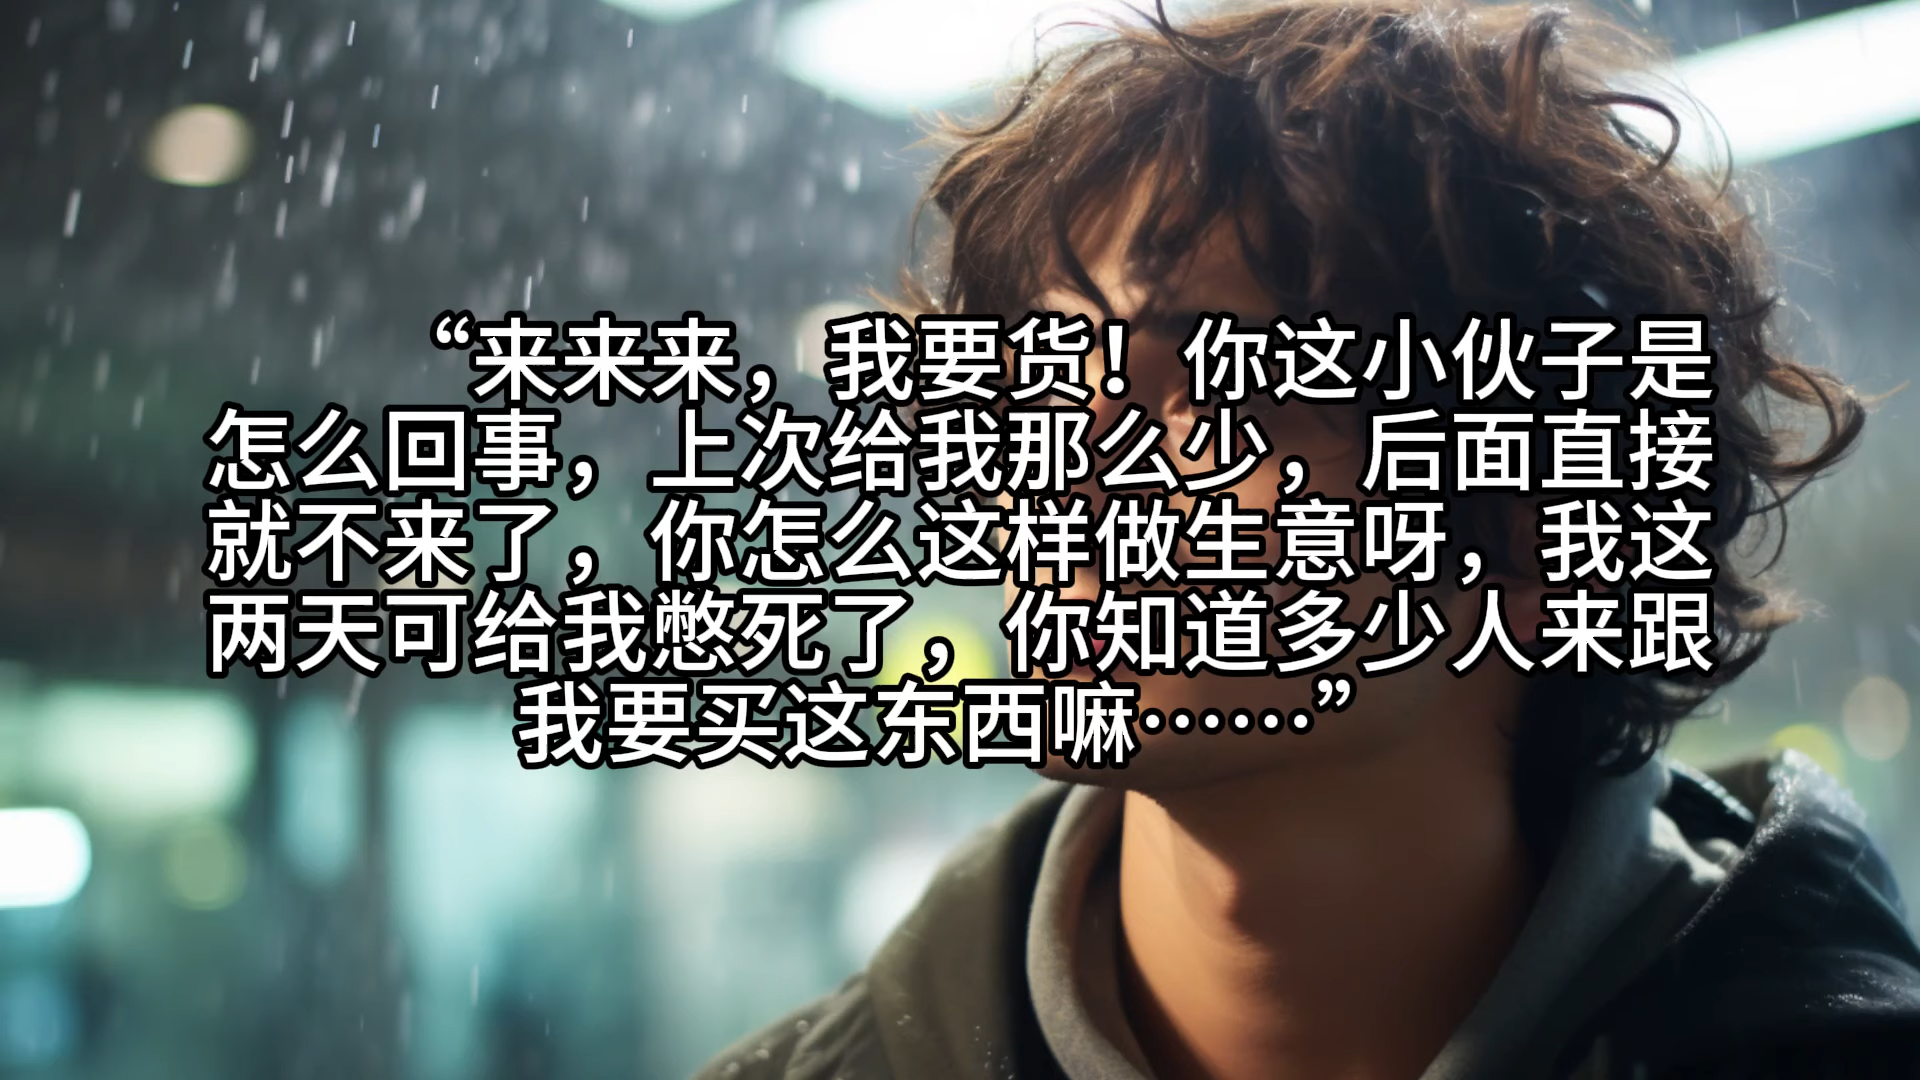 “来来来，我要货！你这小伙子是
怎么回事，上次给我那么少，后面直接
就不来了，你怎么这样做生意呀，我这
两天可给我憋死了，你知道多少人来跟
我要买这东西嘛……”